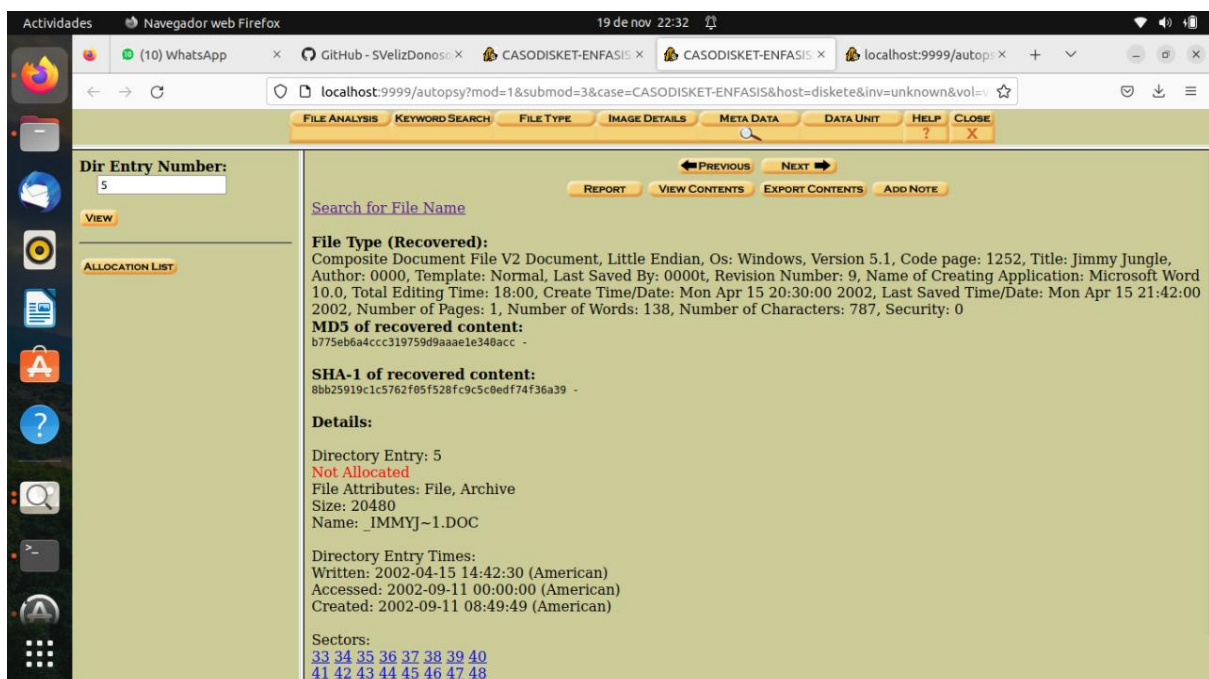 Actividades
Navegador web Firefox
19 de nov 22:32
(10) WhatsApp
GitHub - SVelizDonoso
CASODISKET-ENFASIS
CASODISKET-ENFASIS
localhost:9999/autops
localhost:9999/autopsy?mod=1&submod=3&case=CASODISKET-ENFASIS&host=diskete&inv=unknown&vol=v
FILE ANALYSIS KEYWORD SEARCH FILE TYPE IMAGE DETAILS META DATA DATA UNIT HELP CLOSE
? X
Dir Entry Number:
5
VIEW
ALLOCATION LIST
PREVIOUS NEXT
REPORT VIEW CONTENTS EXPORT CONTENTS ADD NOTE
Search for File Name
File Type (Recovered):
Composite Document File V2 Document, Little Endian, Os: Windows, Version 5.1, Code page: 1252, Title: Jimmy Jungle,
Author: 0000, Template: Normal, Last Saved By: 0000t, Revision Number: 9, Name of Creating Application: Microsoft Word
10.0, Total Editing Time: 18:00, Create Time/Date: Mon Apr 15 20:30:00 2002, Last Saved Time/Date: Mon Apr 15 21:42:00
2002, Number of Pages: 1, Number of Words: 138, Number of Characters: 787, Security: 0
MD5 of recovered content:
b775eb6a4ccc319759d9aaae1e340acc -
SHA-1 of recovered content:
8bb25919c1c5762f05f528fc9c5c0edf74f36a39 -
Details:
Directory Entry: 5
Not Allocated
File Attributes: File, Archive
Size: 20480
Name: _IMMYJ~1.DOC
Directory Entry Times:
Written: 2002-04-15 14:42:30 (American)
Accessed: 2002-09-11 00:00:00 (American)
Created: 2002-09-11 08:49:49 (American)
Sectors:
33 34 35 36 37 38 39 40
41 42 43 44 45 46 47 48